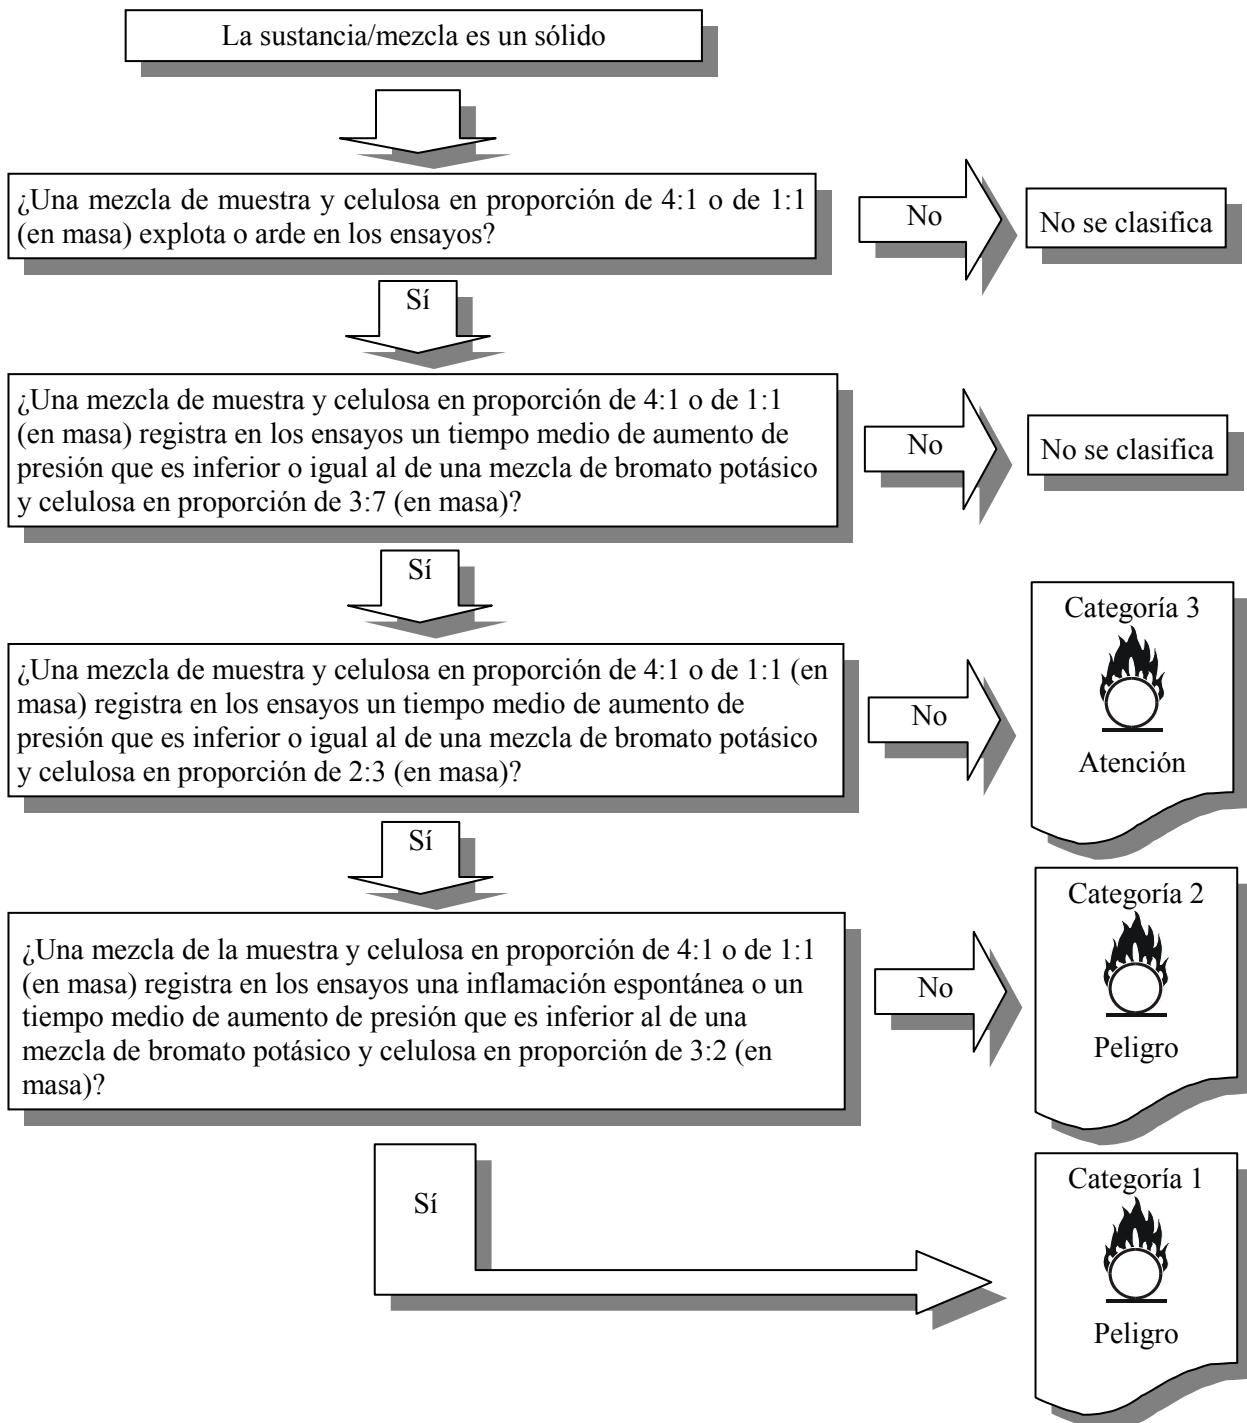 La sustancia/mezcla es un sólido
¿Una mezcla de muestra y celulosa en proporción de 4:1 o de 1:1
(en masa) explota o arde en los ensayos?
No
No se clasifica
Sí
¿Una mezcla de muestra y celulosa en proporción de 4:1 o de 1:1
(en masa) registra en los ensayos un tiempo medio de aumento de
presión que es inferior o igual al de una mezcla de bromato potásico
y celulosa en proporción de 3:7 (en masa)?
No
No se clasifica
Sí
¿Una mezcla de muestra y celulosa en proporción de 4:1 o de 1:1 (en
masa) registra en los ensayos un tiempo medio de aumento de
presión que es inferior o igual al de una mezcla de bromato potásico
y celulosa en proporción de 2:3 (en masa)?
No
Categoría 3
Atención
Sí
¿Una mezcla de la muestra y celulosa en proporción de 4:1 o de 1:1
(en masa) registra en los ensayos una inflamación espontánea o un
tiempo medio de aumento de presión que es inferior al de una
mezcla de bromato potásico y celulosa en proporción de 3:2 (en
masa)?
No
Categoría 2
Peligro
Sí
Categoría 1
Peligro